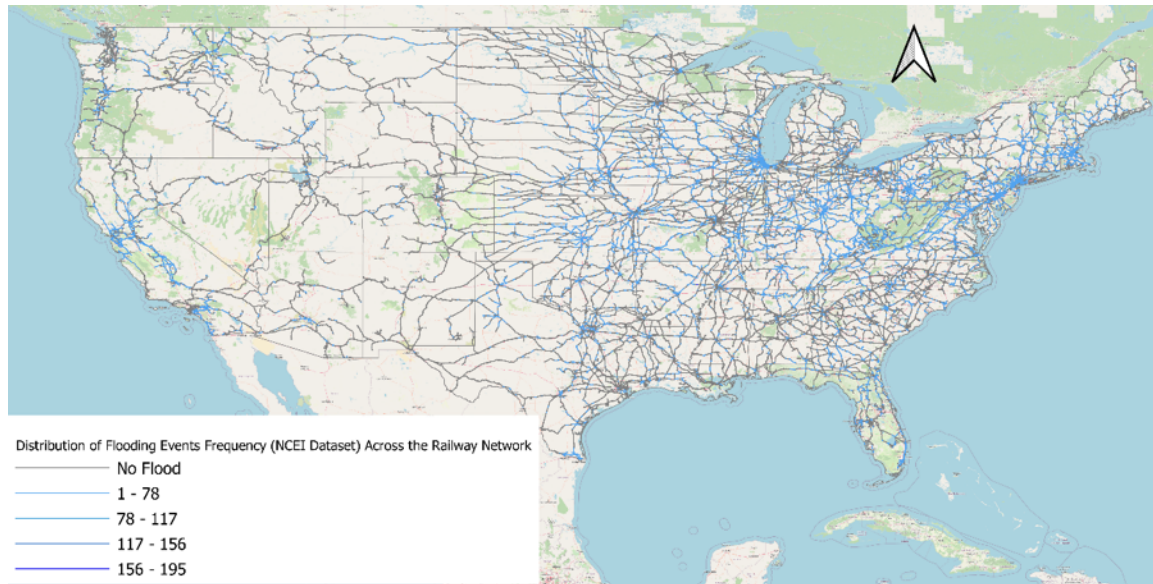 Distribution of Flooding Events Frequency (NCEI Dataset) Across the Railway Network
No Flood
1 - 78
78 - 117
117 - 156
156 - 195